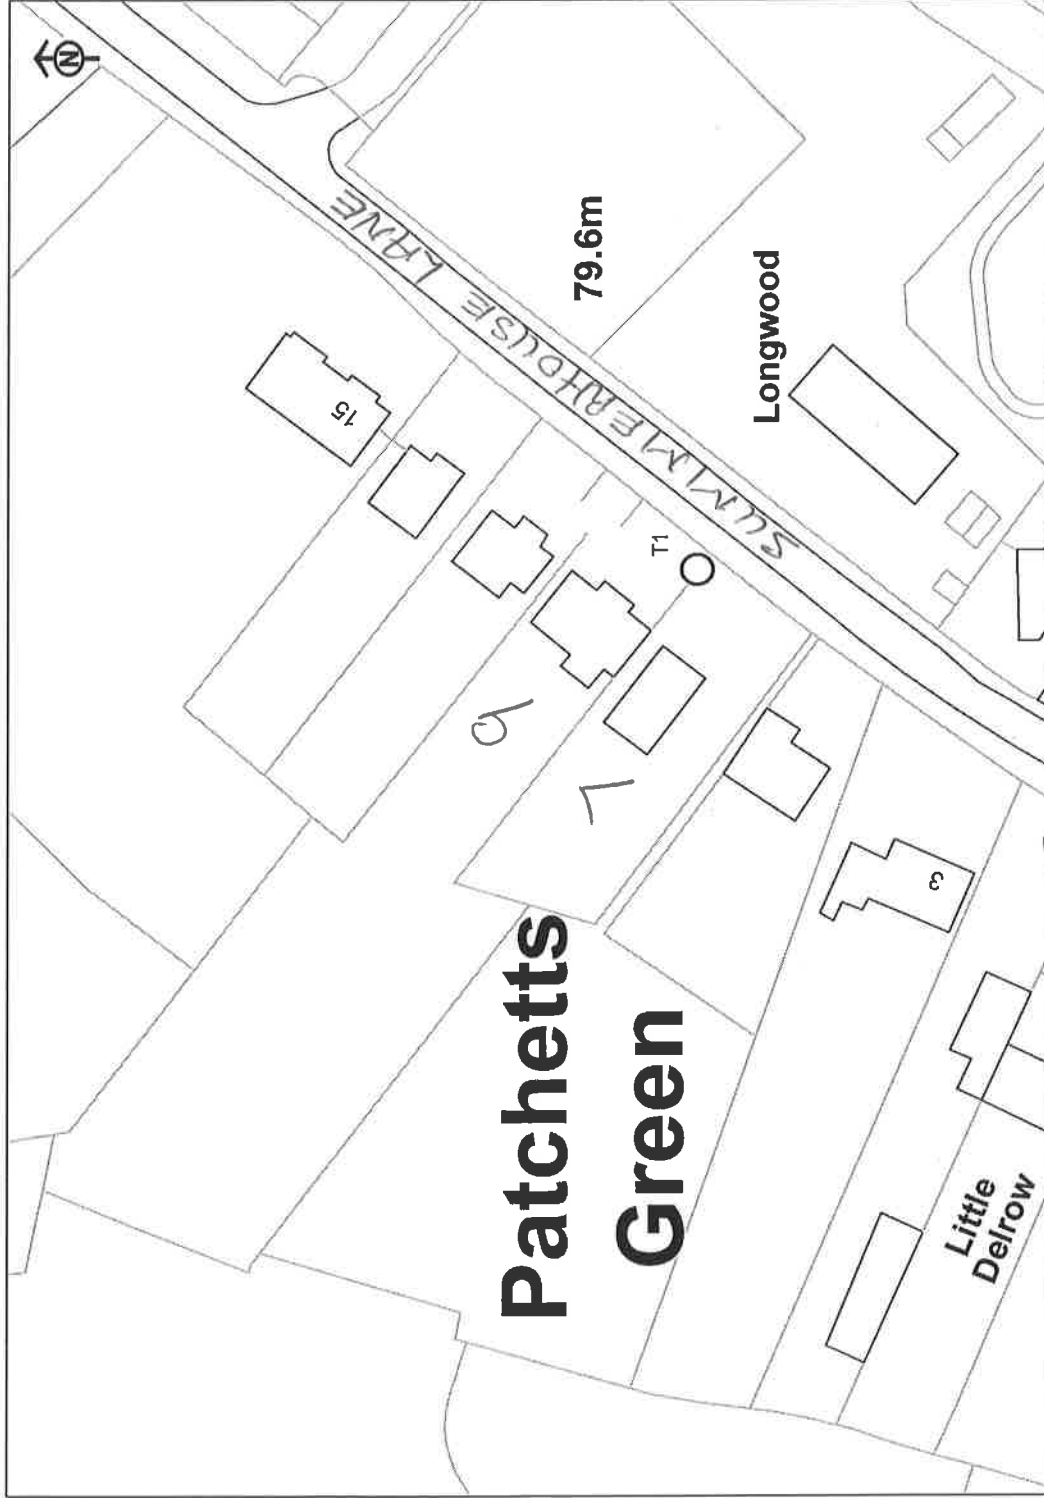 N
15
9
Patchetts
7
Green
SUMMERHOUSE LANE
T1
79.6m
Longwood
3
Little
Delrow